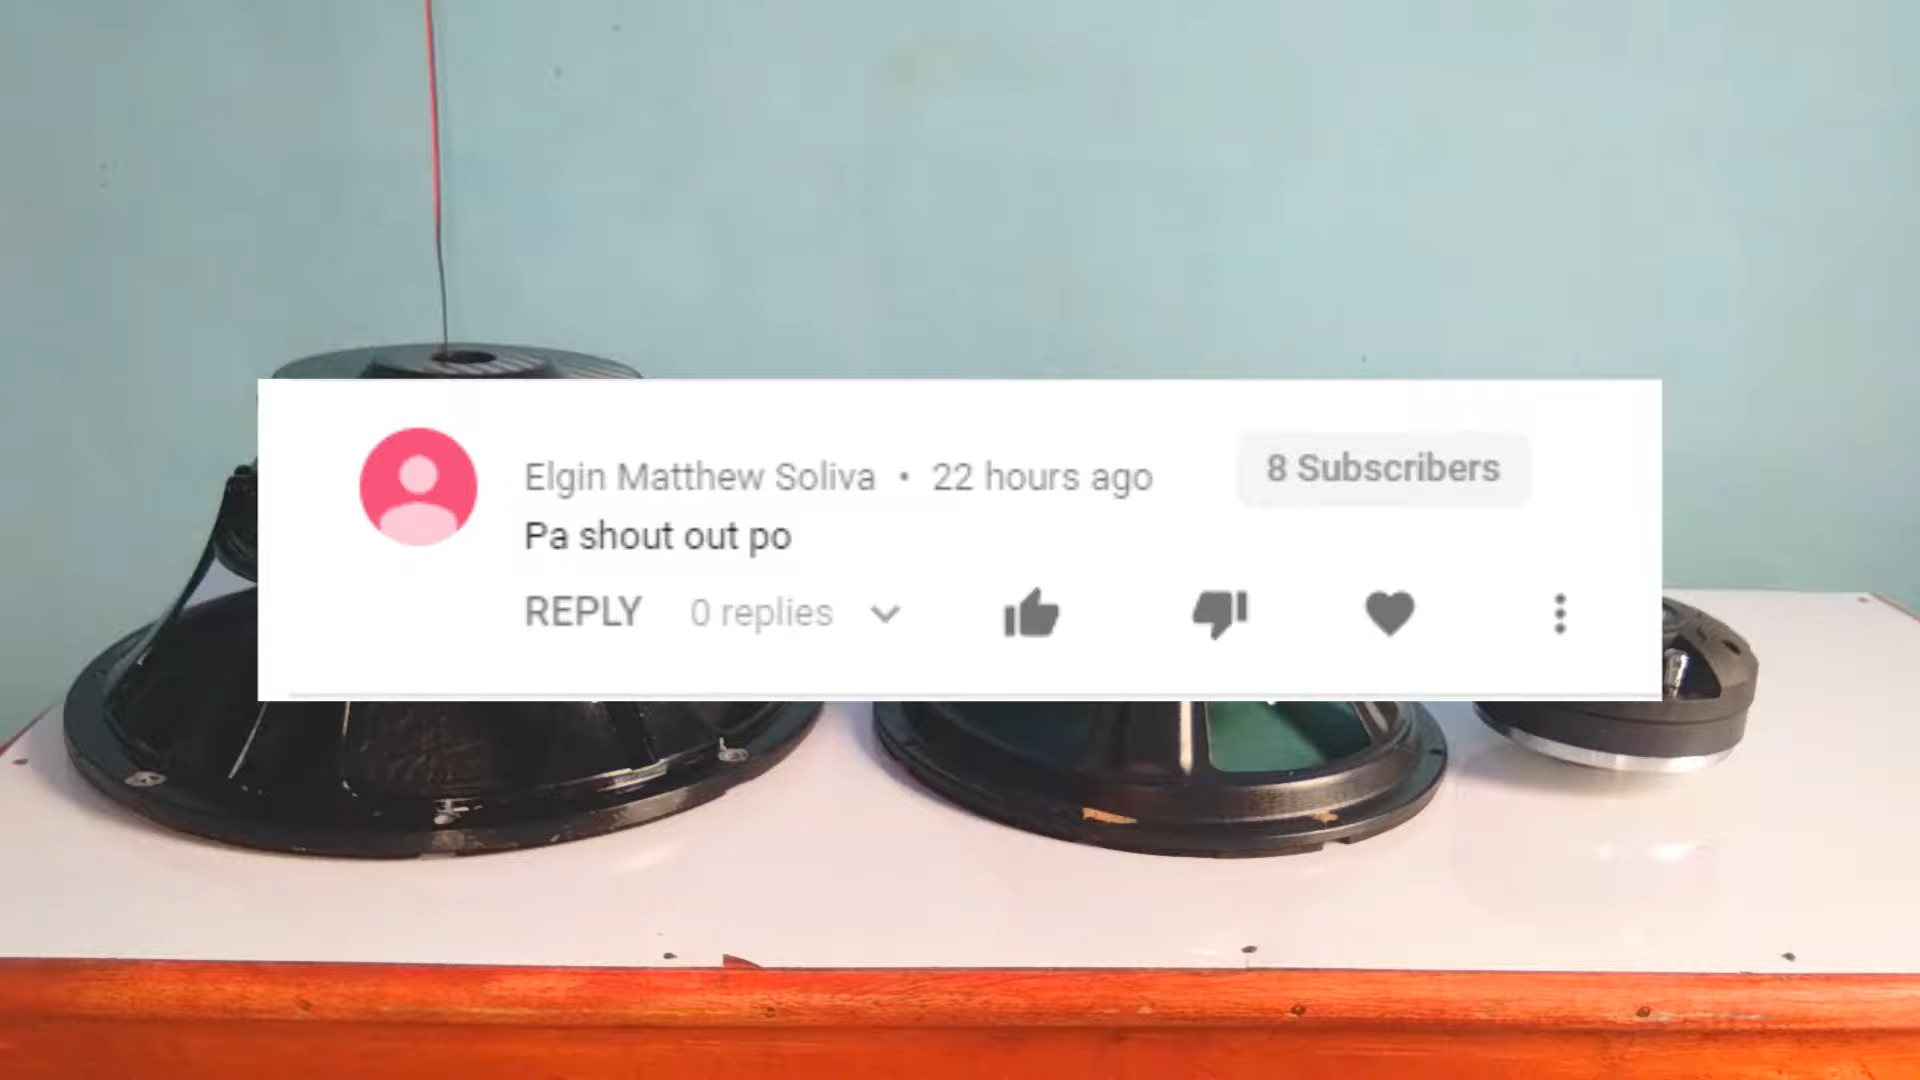 Elgin Matthew Soliva • 22 hours ago
8 Subscribers
Pa shout out po
REPLY 0 replies